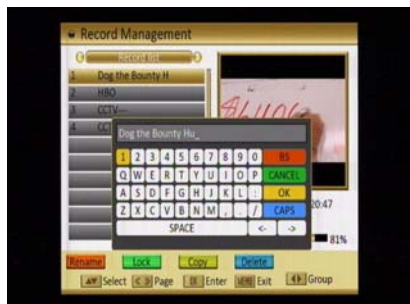 Record Management
Record list
1 Dog the Bounty H
2 HBO
3 CCTV---
4 CC
Dog the Bounty Hu_
1 2 3 4 5 6 7 8 9 0 BS
Q W E R T Y U I O P CANCEL
A S D F G H J K L : OK
Z X C V B N M , . / CAPS
SPACE <- ->
20:47
81%
Rename Lock Copy Delete
Select Page OK Enter MENU Exit Group